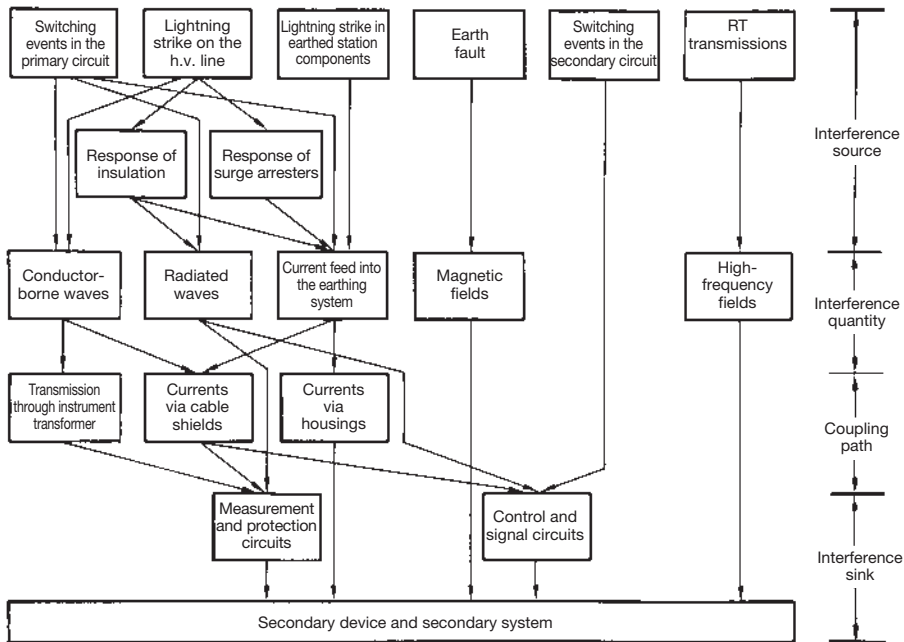 Switching
events in the
primary circuit
Lightning
strike on the
h.v. line
Lightning strike in
earthed station
components
Earth
fault
Switching
events in the
secondary circuit
RT
transmissions
Response of
insulation
Response of
surge arresters
Interference
source
Conductor-
borne waves
Radiated
waves
Current feed into
the earthing
system
Magnetic
fields
High-
frequency
fields
Interference
quantity
Transmission
through instrument
transformer
Currents
via cable
shields
Currents
via
housings
Coupling
path
Measurement
and protection
circuits
Control and
signal circuits
Interference
sink
Secondary device and secondary system